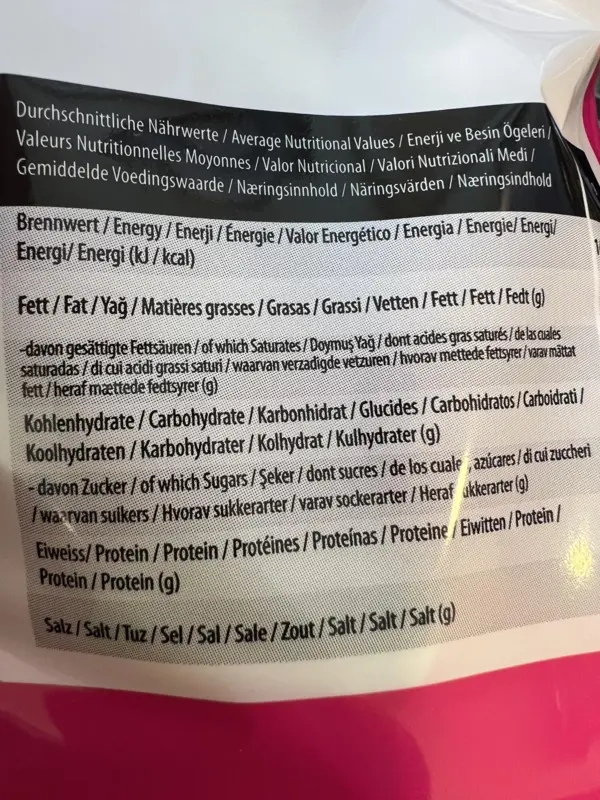 Durchschnittliche Nährwerte / Average Nutritional Values / Enerji ve Besin Ögeleri /
Valeurs Nutritionnelles Moyonnes / Valor Nutricional / Valori Nutrizionali Medi /
Gemiddelde Voedingswaarde / Næringsinnhold / Näringsvärden / Næringsindhold
Brennwert / Energy / Enerji / Énergie / Valor Energético / Energia / Energie/ Energi/
Energi/ Energi (kJ / kcal)
Fett / Fat / Yağ / Matières grasses / Grasas / Grassi / Vetten / Fett / Fett / Fedt (g)
-davon gesättigte Fettsäuren / of which Saturates / Doymuş Yağ / dont acides gras saturés / de las cuales
saturadas / di cui acidi grassi saturi / waarvan verzadigde vetzuren / hvorav mettede fettsyrer / varav mättat
fett / heraf mættede fedtsyrer (g)
Kohlenhydrate / Carbohydrate / Karbonhidrat / Glucides / Carbohidratos / Carboidrati /
Koolhydraten / Karbohydrater / Kolhydrat / Kulhydrater (g)
- davon Zucker / of which Sugars / Şeker / dont sucres / de los cuale , azúcares / di cui zuccheri
/ waarvan suikers / Hvorav sukkerarter / varav sockerarter / Heraf ukkerarter (g)
Eiweiss/ Protein / Protein / Protéines / Proteínas / Proteine / Eiwitten / Protein /
Protein / Protein (g)
Salz / Salt / Tuz / Sel / Sal / Sale / Zout / Salt / Salt / Salt (g)